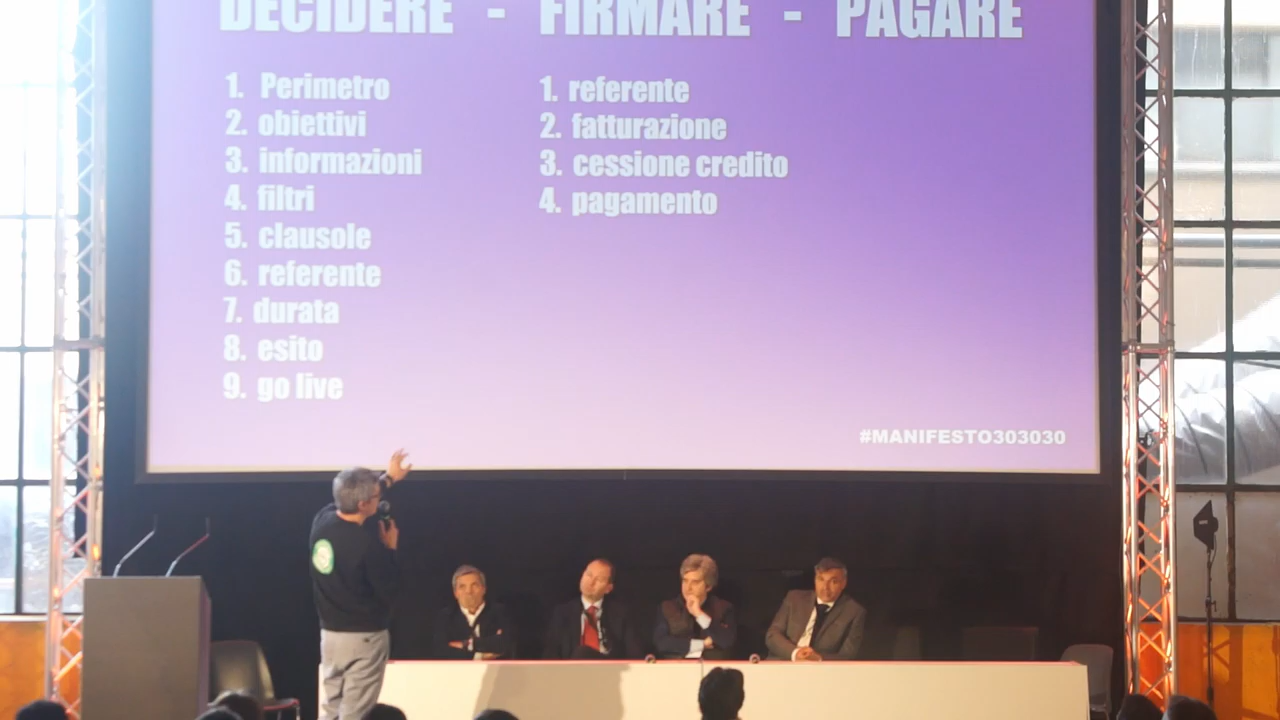 DECIDERE - FIRMARE - PAGARE
1. Perimetro
2. obiettivi
3. informazioni
4. filtri
5. clausole
6. referente
7. durata
8. esito
9. go live
1. referente
2. fatturazione
3. cessione credito
4. pagamento
#MANIFESTO303030